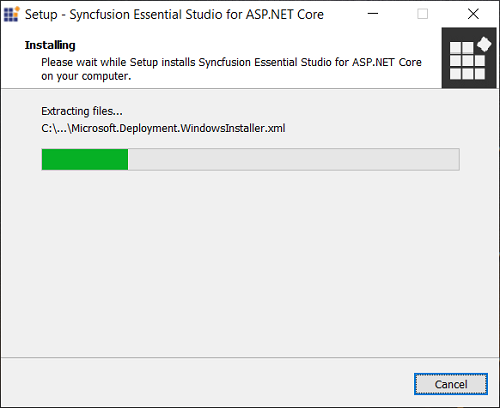 Setup - Syncfusion Essential Studio for ASP.NET Core
Installing
Please wait while Setup installs Syncfusion Essential Studio for ASP.NET Core
on your computer.
Extracting files...
C:\...\Microsoft.Deployment.WindowsInstaller.xml
Cancel